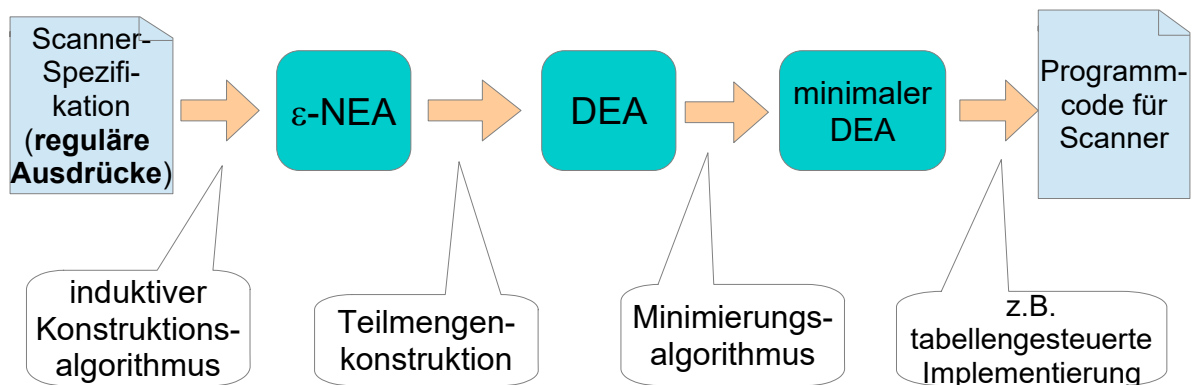 Scanner-
Spezifi-
kation
(reguläre
Ausdrücke)
ε-NEA
DEA
minimaler
DEA
Programm-
code für
Scanner
induktiver
Konstruktions-
algorithmus
Teilmengen-
konstruktion
Minimierungs-
algorithmus
z.B.
tabellengesteuerte
Implementierung